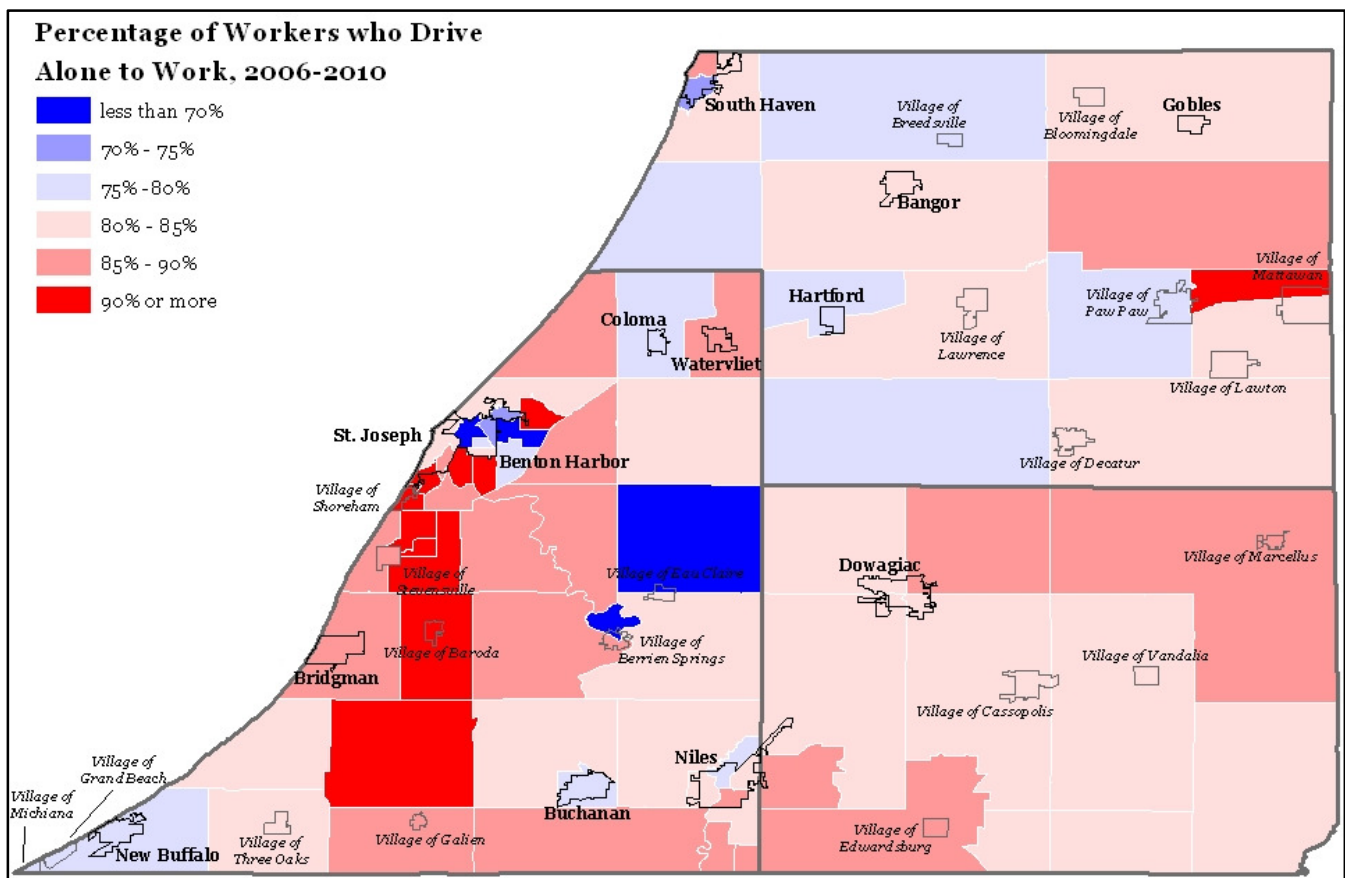 Percentage of Workers who Drive
Alone to Work, 2006-2010
less than 70%
70% - 75%
75% -80%
80% - 85%
85% - 90%
90% or more
South Haven
Village of
Breedsville
Village of
Bloomingdale
Gobles
Bangor
Village of
Mattawan
Hartford
Village of
Paw Paw
Coloma
Village of
Lawrence
Watervliet
Village of Lawton
St. Joseph
Benton Harbor
Village of Decatur
Village of
Shoreham
Village of Marcellus
Dowagiac
Village of
Stevensville
Village of Eau Claire
Village of
Berrien Springs
Village of Baroda
Village of Vandalia
Bridgman
Village of Cassopolis
Village of
Grand Beach
Niles
Village of
Michiana
Buchanan
New Buffalo
Village of
Three Oaks
Village of Galien
Village of
Edwardsburg